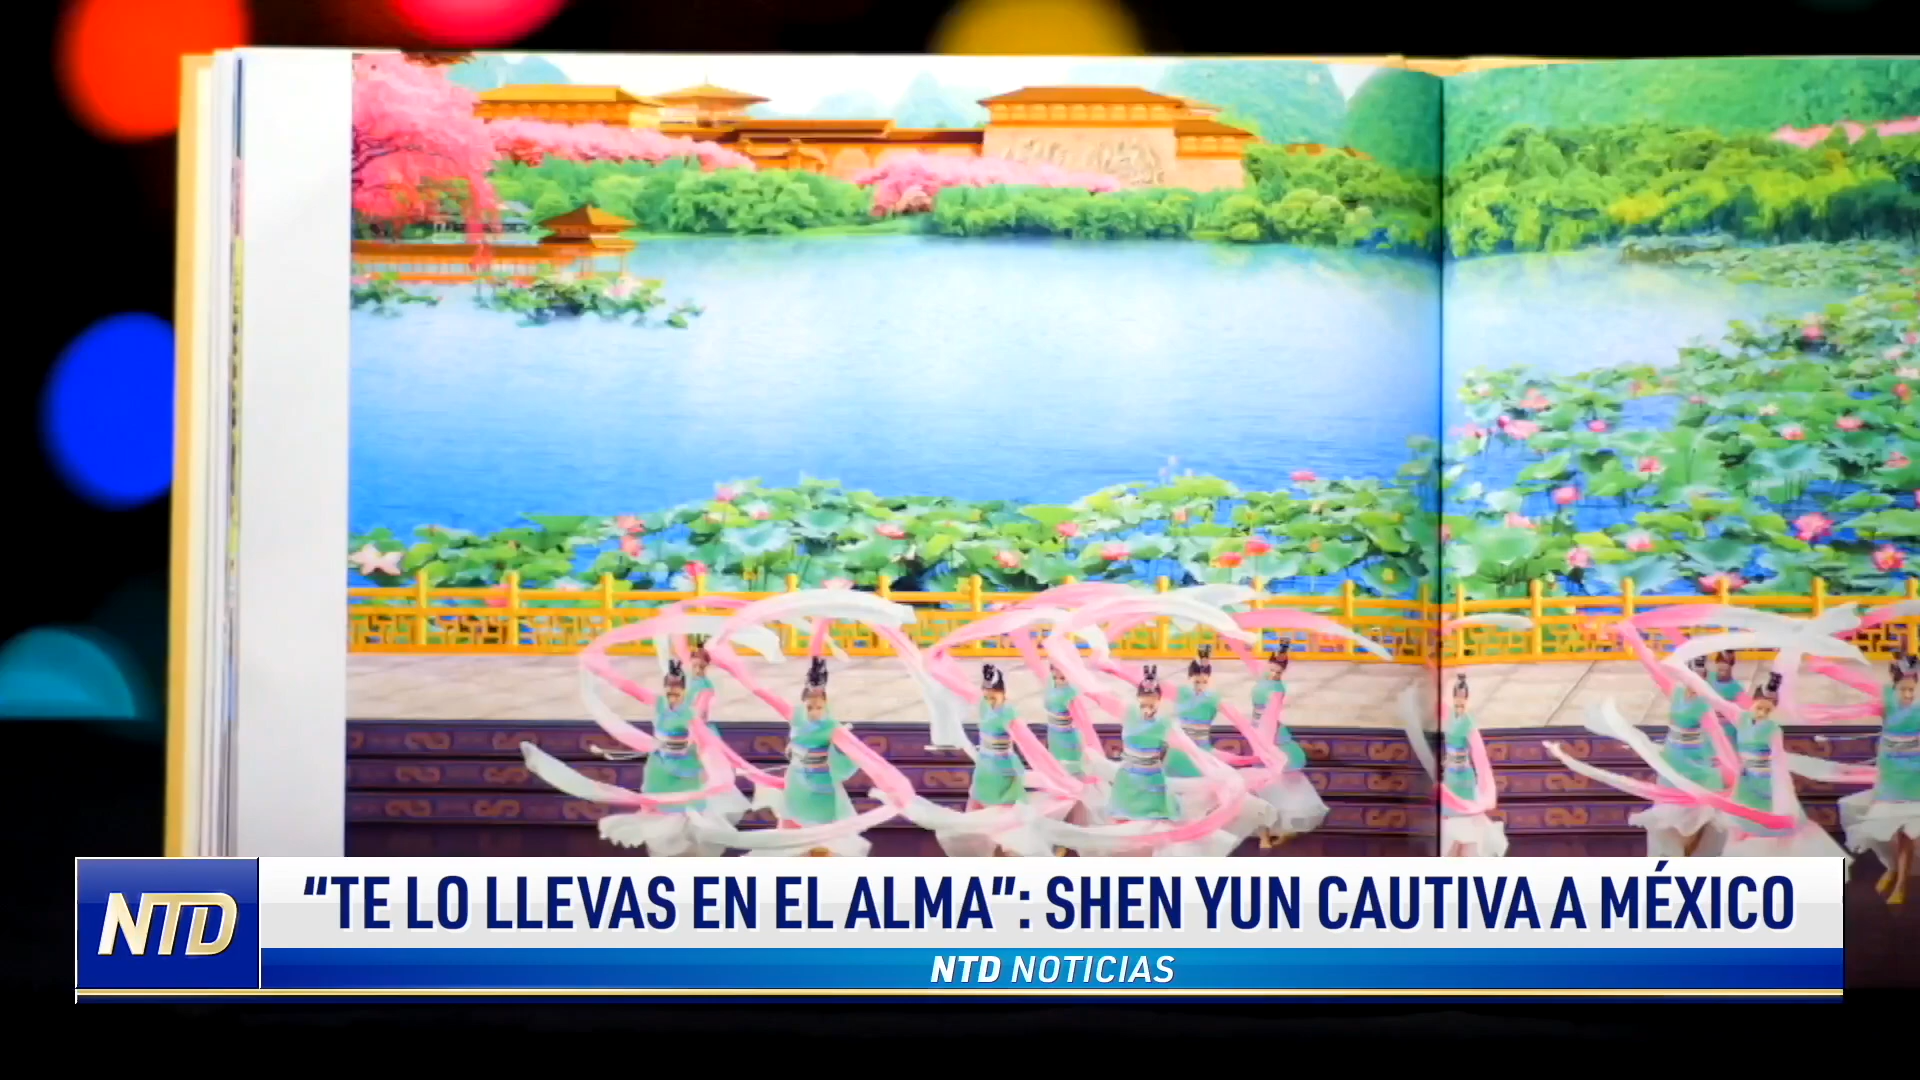 NTD
“TE LO LLEVAS EN EL ALMA”: SHEN YUN CAUTIVA A MÉXICO
NTD NOTICIAS